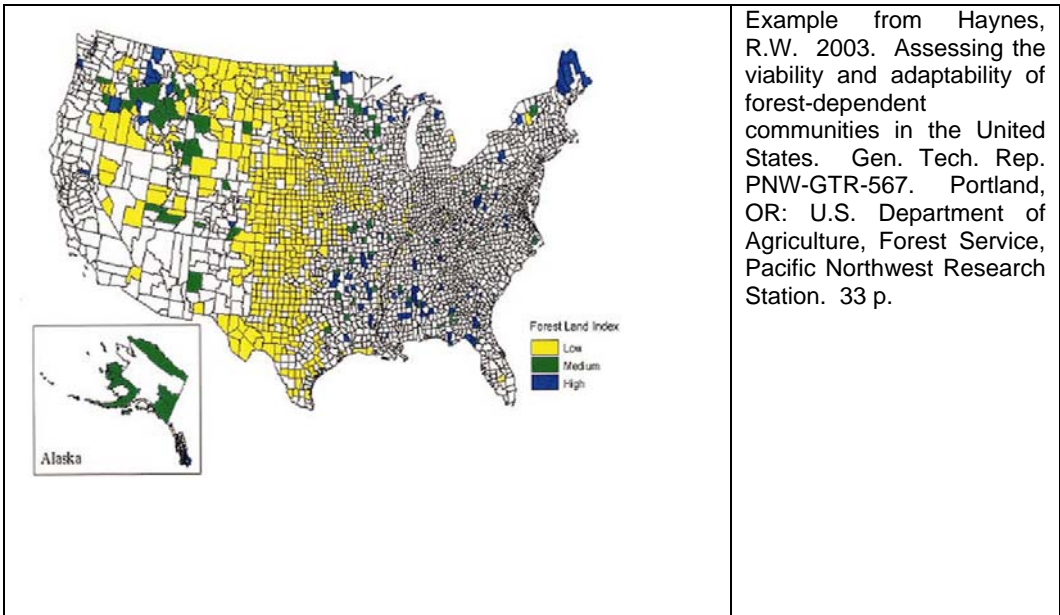 Example from Haynes,
R.W. 2003. Assessing the
viability and adaptability of
forest-dependent
communities in the United
States. Gen. Tech. Rep.
PNW-GTR-567. Portland,
OR: U.S. Department of
Agriculture, Forest Service,
Pacific Northwest Research
Station. 33 p.
Forest Land Index
Low
Medium
High
Alaska